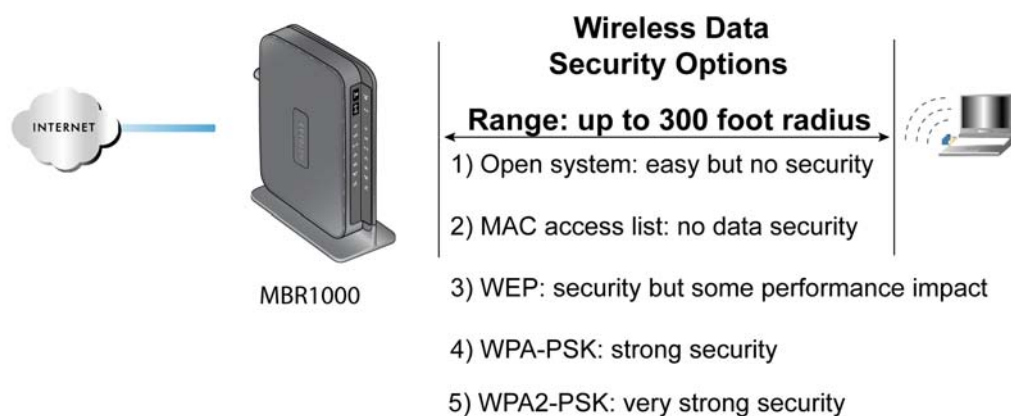 Wireless Data
Security Options
INTERNET
Range: up to 300 foot radius
1) Open system: easy but no security
2) MAC access list: no data security
MBR1000
3) WEP: security but some performance impact
4) WPA-PSK: strong security
5) WPA2-PSK: very strong security